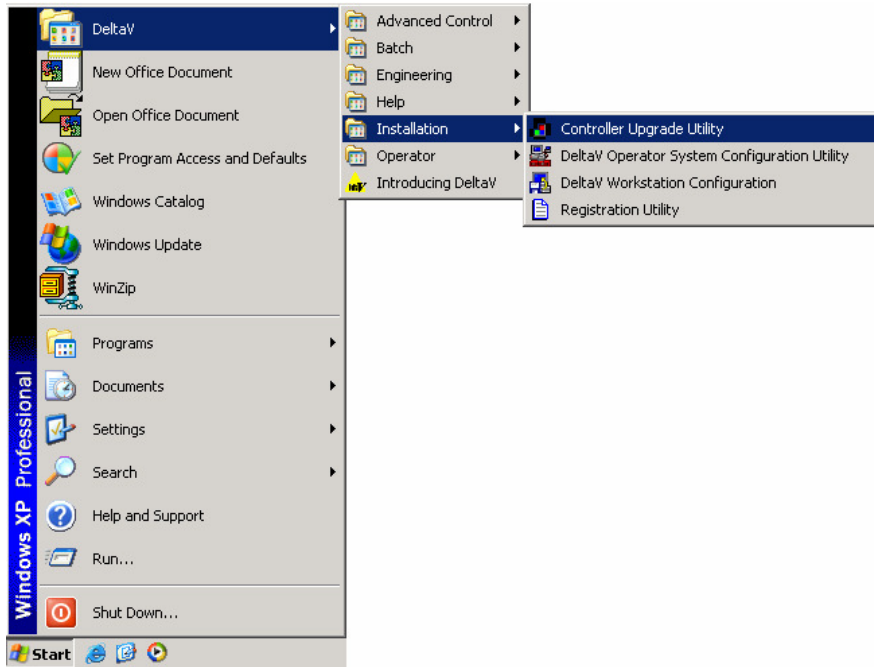 DeltaV
New Office Document
Open Office Document
Set Program Access and Defaults
Windows Catalog
Windows Update
WinZip
Programs
Documents
Settings
Search
Help and Support
Run...
Shut Down...
Windows XP Professional
Start
Advanced Control
Batch
Engineering
Help
Installation
Operator
Introducing DeltaV
Controller Upgrade Utility
DeltaV Operator System Configuration Utility
DeltaV Workstation Configuration
Registration Utility